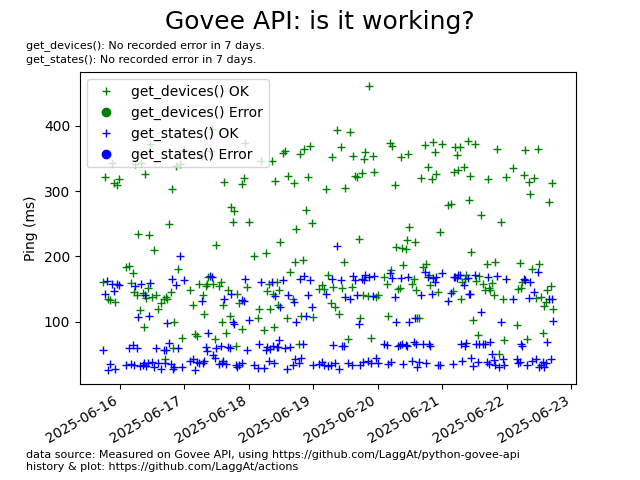 Govee API: is it working?
get_devices(): No recorded error in 7 days.
get_states(): No recorded error in 7 days.
get_devices() OK
get_devices() Error
get_states() OK
get_states() Error
Ping (ms)
400
300
200
100
2025-06-16
2025-06-17
2025-06-18
2025-06-19
2025-06-20
2025-06-21
2025-06-22
2025-06-23
data source: Measured on Govee API, using https://github.com/LaggAt/python-govee-api
history & plot: https://github.com/LaggAt/actions